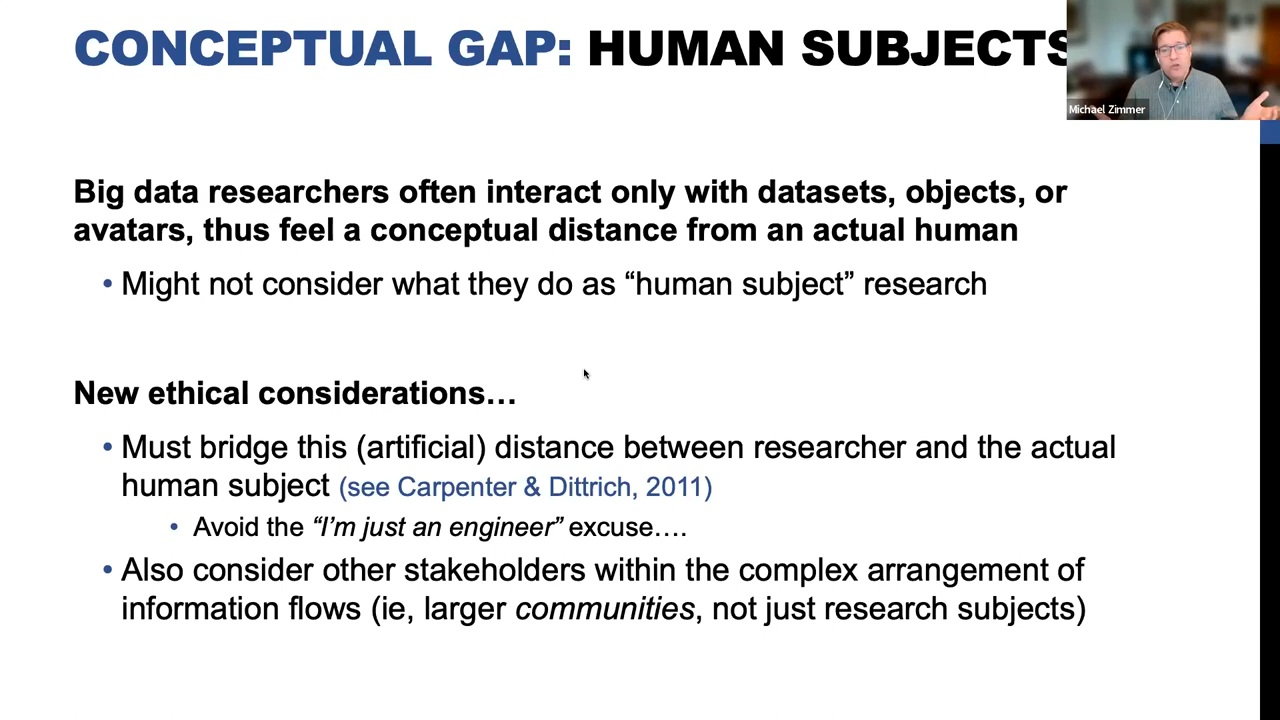 CONCEPTUAL GAP: HUMAN SUBJECTS
Michael Zimmer
Big data researchers often interact only with datasets, objects, or
avatars, thus feel a conceptual distance from an actual human
• Might not consider what they do as “human subject” research
New ethical considerations…
• Must bridge this (artificial) distance between researcher and the actual
human subject (see Carpenter & Dittrich, 2011)
• Avoid the “I’m just an engineer” excuse….
• Also consider other stakeholders within the complex arrangement of
information flows (ie, larger communities, not just research subjects)